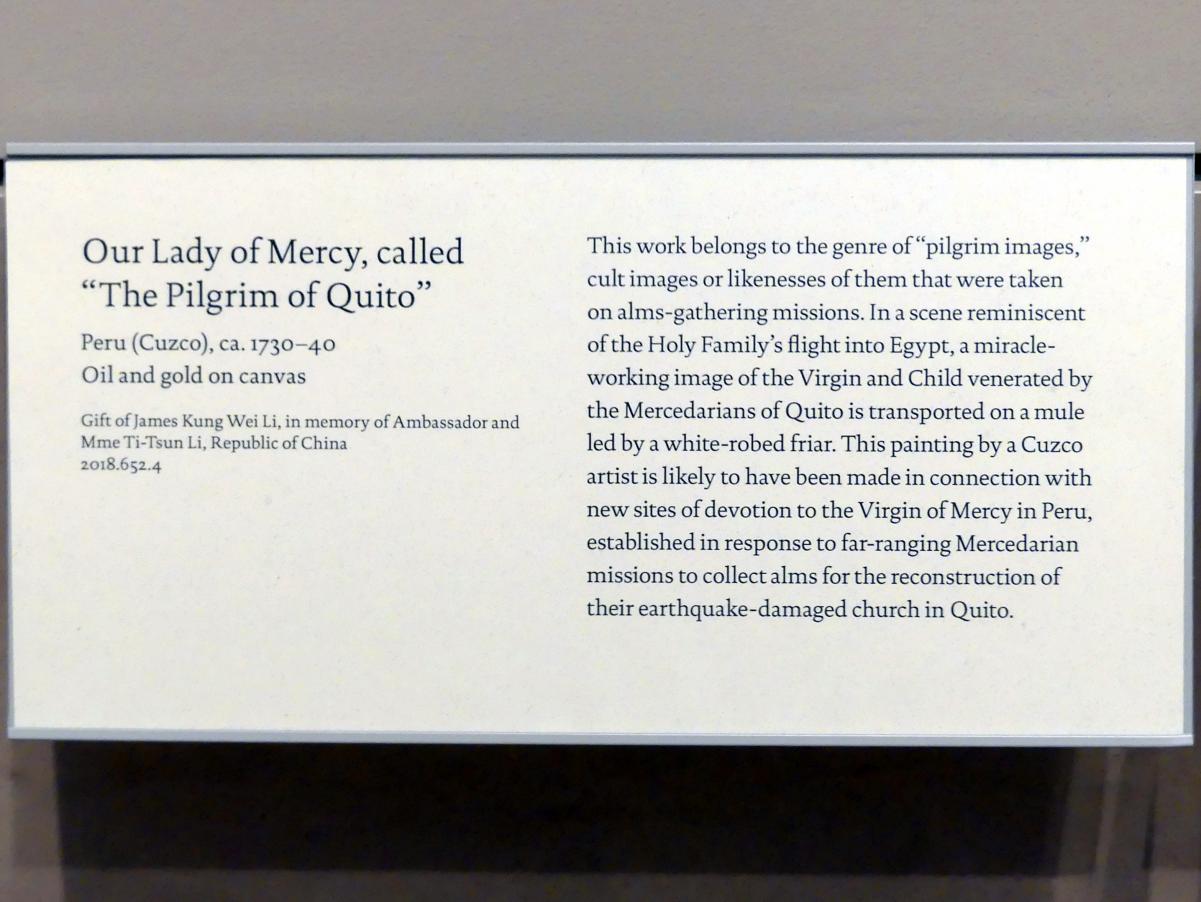 Our Lady of Mercy, called
“The Pilgrim of Quito”
Peru (Cuzco), ca. 1730–40
Oil and gold on canvas
Gift of James Kung Wei Li, in memory of Ambassador and
Mme Ti-Tsun Li, Republic of China
2018.652.4
This work belongs to the genre of “pilgrim images,”
cult images or likenesses of them that were taken
on alms-gathering missions. In a scene reminiscent
of the Holy Family’s flight into Egypt, a miracle-
working image of the Virgin and Child venerated by
the Mercedarians of Quito is transported on a mule
led by a white-robed friar. This painting by a Cuzco
artist is likely to have been made in connection with
new sites of devotion to the Virgin of Mercy in Peru,
established in response to far-ranging Mercedarian
missions to collect alms for the reconstruction of
their earthquake-damaged church in Quito.